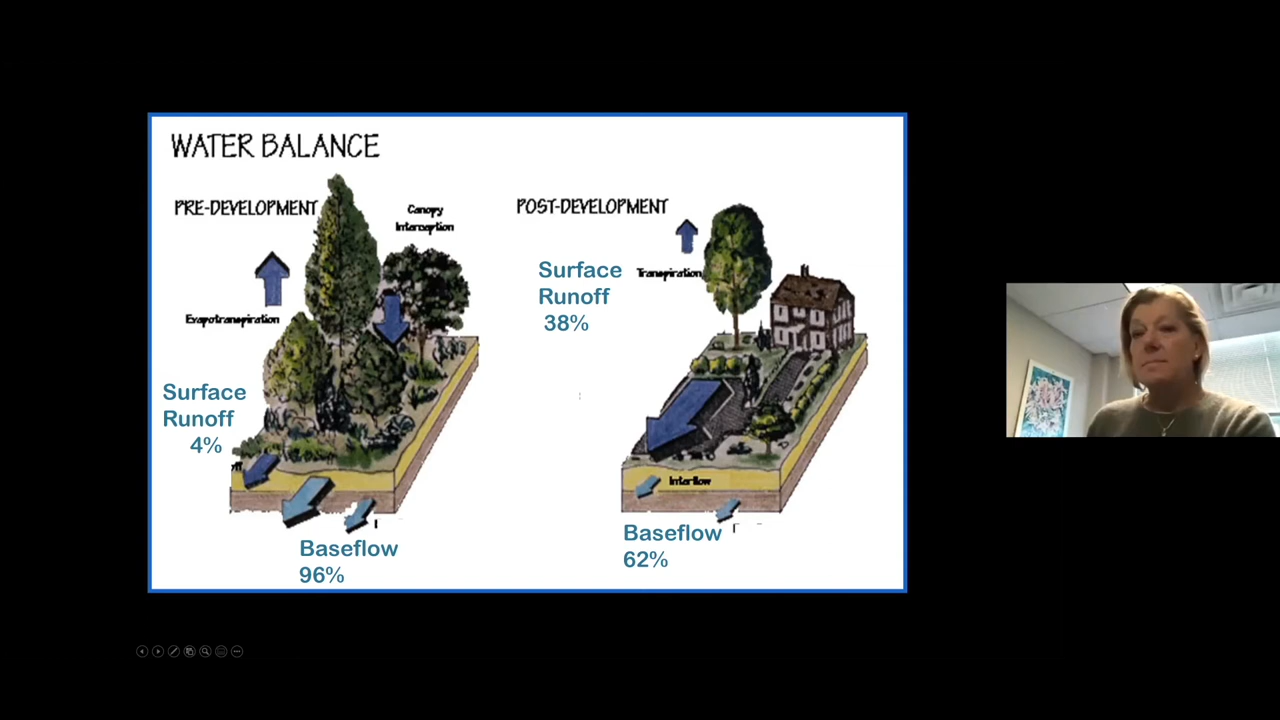 WATER BALANCE
PRE-DEVELOPMENT
Canopy
Interception
Evapotranspiration
Surface
Runoff
4%
Baseflow
96%
POST-DEVELOPMENT
Surface
Runoff
38%
Transpiration
Interflow
Baseflow
62%